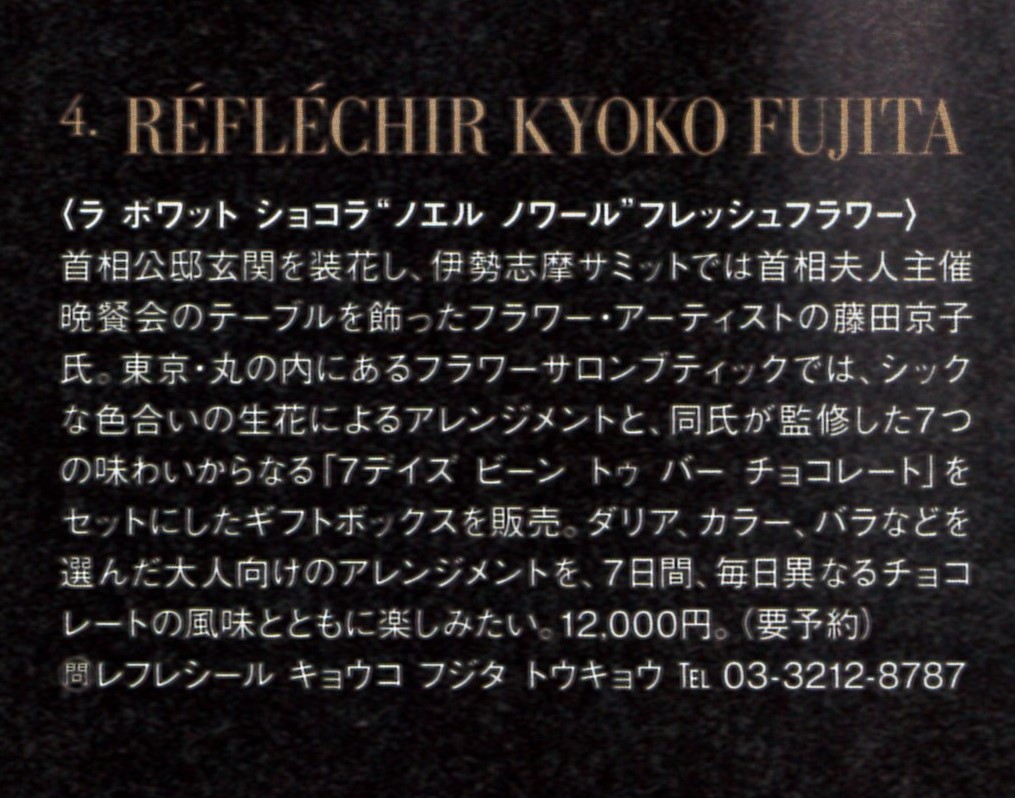 4. RÉFLÉCHIR KYOKO FUJITA
〈ラ ボワット ショコラ“ノエル ノワール”フレッシュフラワー〉
首相公邸玄関を装花し、伊勢志摩サミットでは首相夫人主催
晩餐会のテーブルを飾ったフラワー・アーティストの藤田京子
氏。東京・丸の内にあるフラワーサロンブティックでは、シック
な色合いの生花によるアレンジメントと、同氏が監修した7つ
の味わいからなる「7デイズ ビーン トゥ バー チョコレート」を
セットにしたギフトボックスを販売。ダリア、カラー、バラなどを
選んだ大人向けのアレンジメントを、7日間、毎日異なるチョコ
レートの風味とともに楽しみたい。12,000円。（要予約）
㉄レフレシール キョウコ フジタ トウキョウ TEL 03-3212-8787